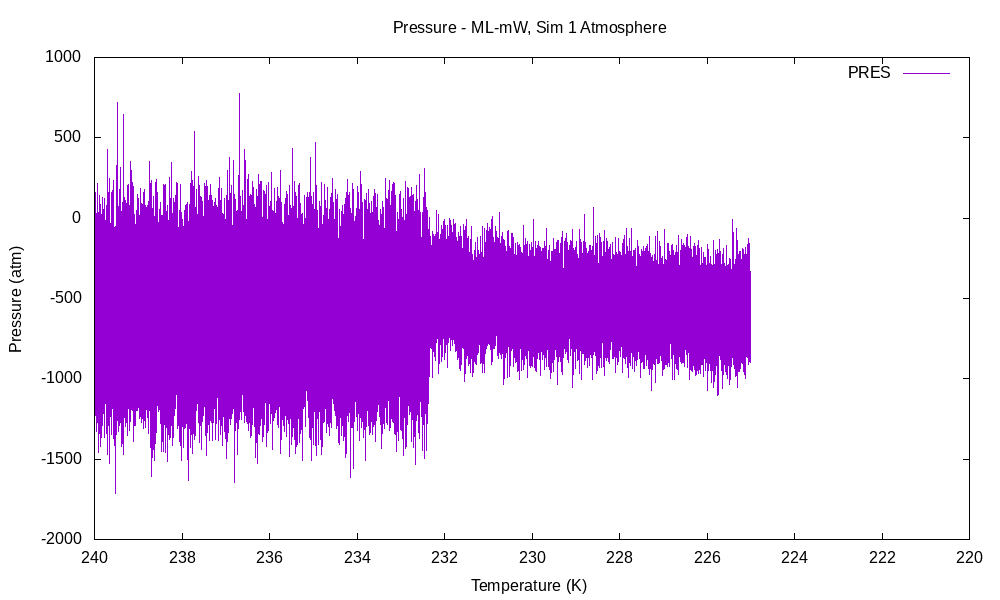 Pressure - ML-mW, Sim 1 Atmosphere
PRES
1000
500
0
-500
-1000
-1500
-2000
Pressure (atm)
240 238 236 234 232 230 228 226 224 222 220
Temperature (K)